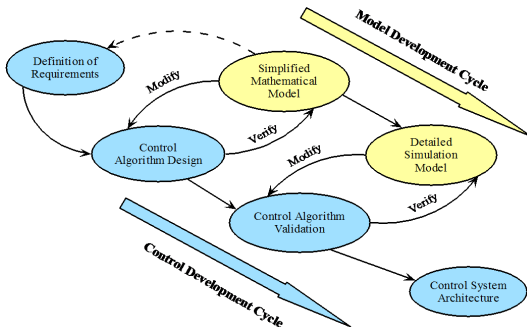 Definition of
Requirements
Simplified
Mathematical
Model
Model Development Cycle
Modify
Control
Algorithm Design
Verify
Detailed
Simulation
Model
Modify
Control Algorithm
Validation
Verify
Control Development Cycle
Control System
Architecture